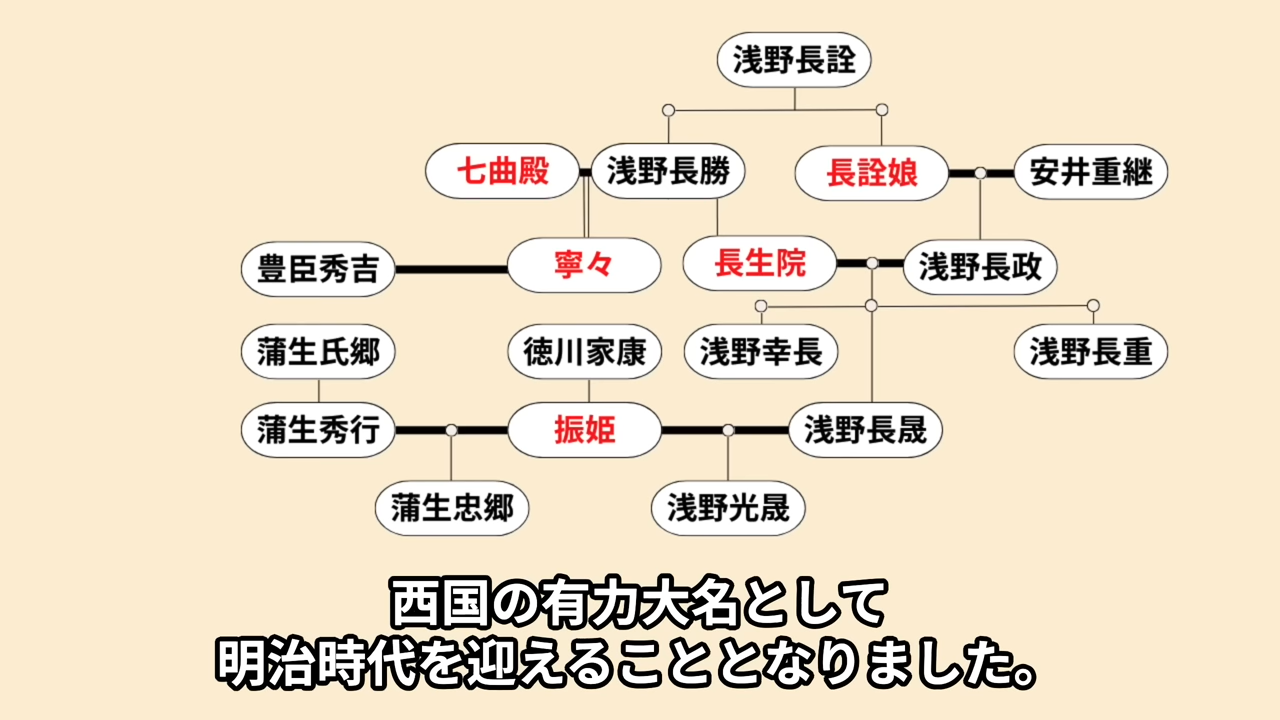 浅野長詮
七曲殿
浅野長勝
長詮娘
安井重継
豊臣秀吉
寧々
長生院
浅野長政
蒲生氏郷
徳川家康
浅野幸長
浅野長重
蒲生秀行
振姫
浅野長晟
蒲生忠郷
浅野光晟
西国の有力大名として
明治時代を迎えることとなりました。